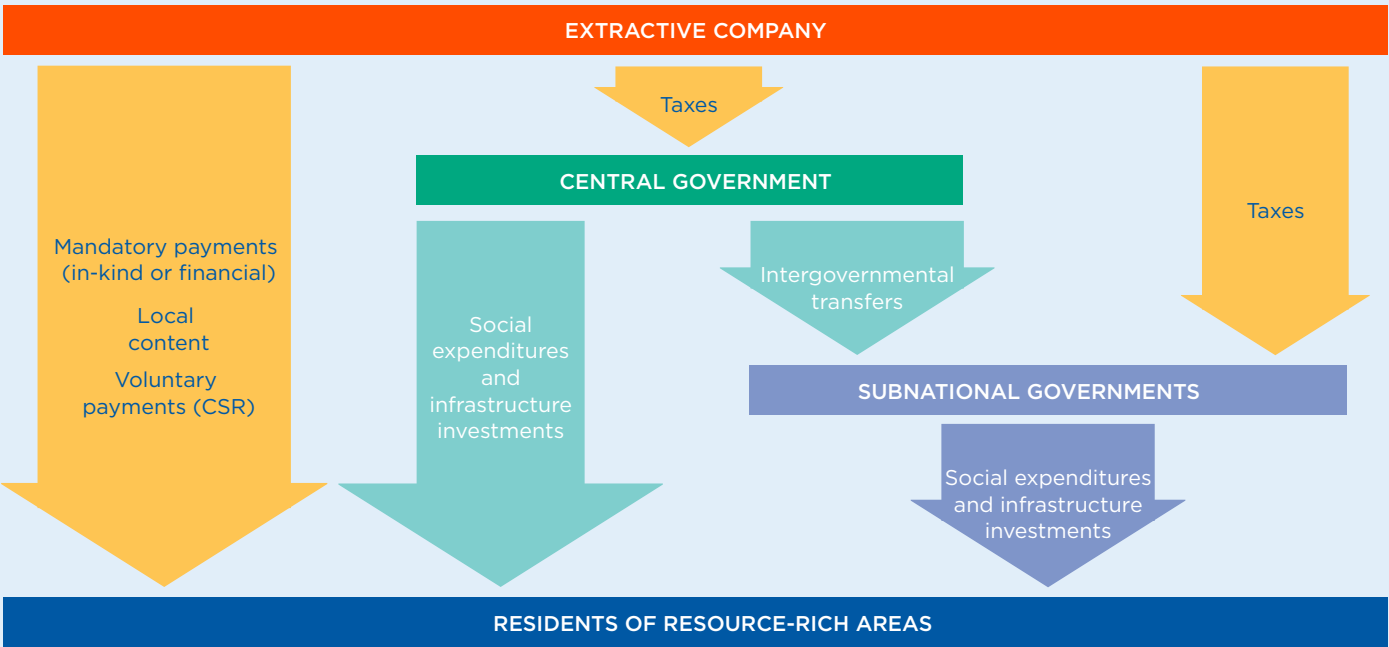 EXTRACTIVE COMPANY
Taxes
CENTRAL GOVERNMENT
Taxes
Mandatory payments
(in-kind or financial)
Local
content
Voluntary
payments (CSR)
Social
expenditures
and
infrastructure
investments
Intergovernmental
transfers
SUBNATIONAL GOVERNMENTS
Social expenditures
and infrastructure
investments
RESIDENTS OF RESOURCE-RICH AREAS